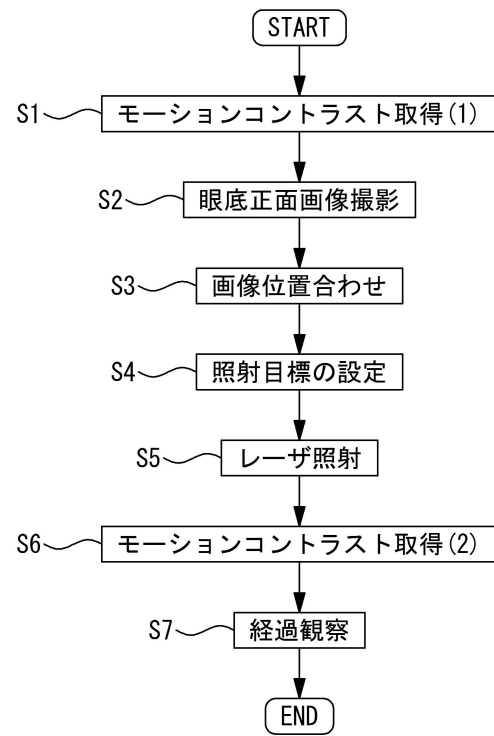 START
S1 モーションコントラスト取得(1)
S2 眼底正面画像撮影
S3 画像位置合わせ
S4 照射目標の設定
S5 レーザ照射
S6 モーションコントラスト取得(2)
S7 経過観察
END